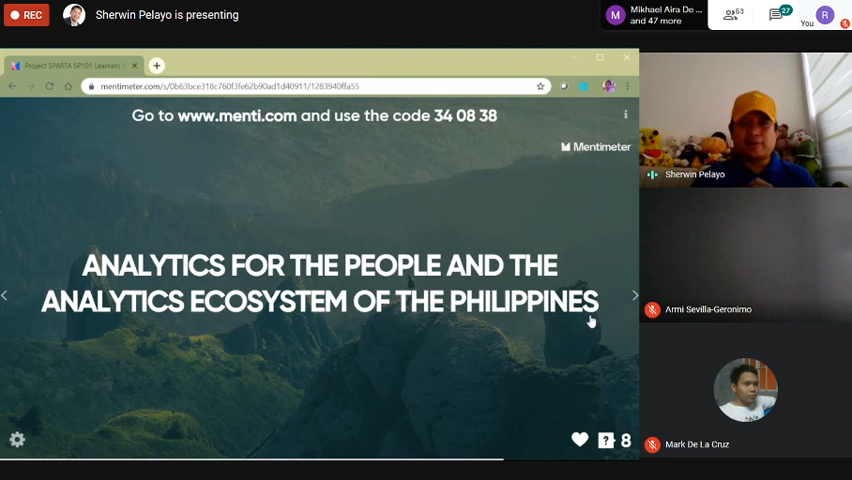 REC
Sherwin Pelayo is presenting
Mikhael Aira De ...
and 47 more
M
53
27
You
R
Project SPARTA SP101 Learners
mentimeter.com/s/0b63bce318c760f3fe62b90ad1d40911/1283940ffa55
Go to www.menti.com and use the code 34 08 38
Mentimeter
ANALYTICS FOR THE PEOPLE AND THE
ANALYTICS ECOSYSTEM OF THE PHILIPPINES
8
Sherwin Pelayo
Armi Sevilla-Geronimo
Mark De La Cruz